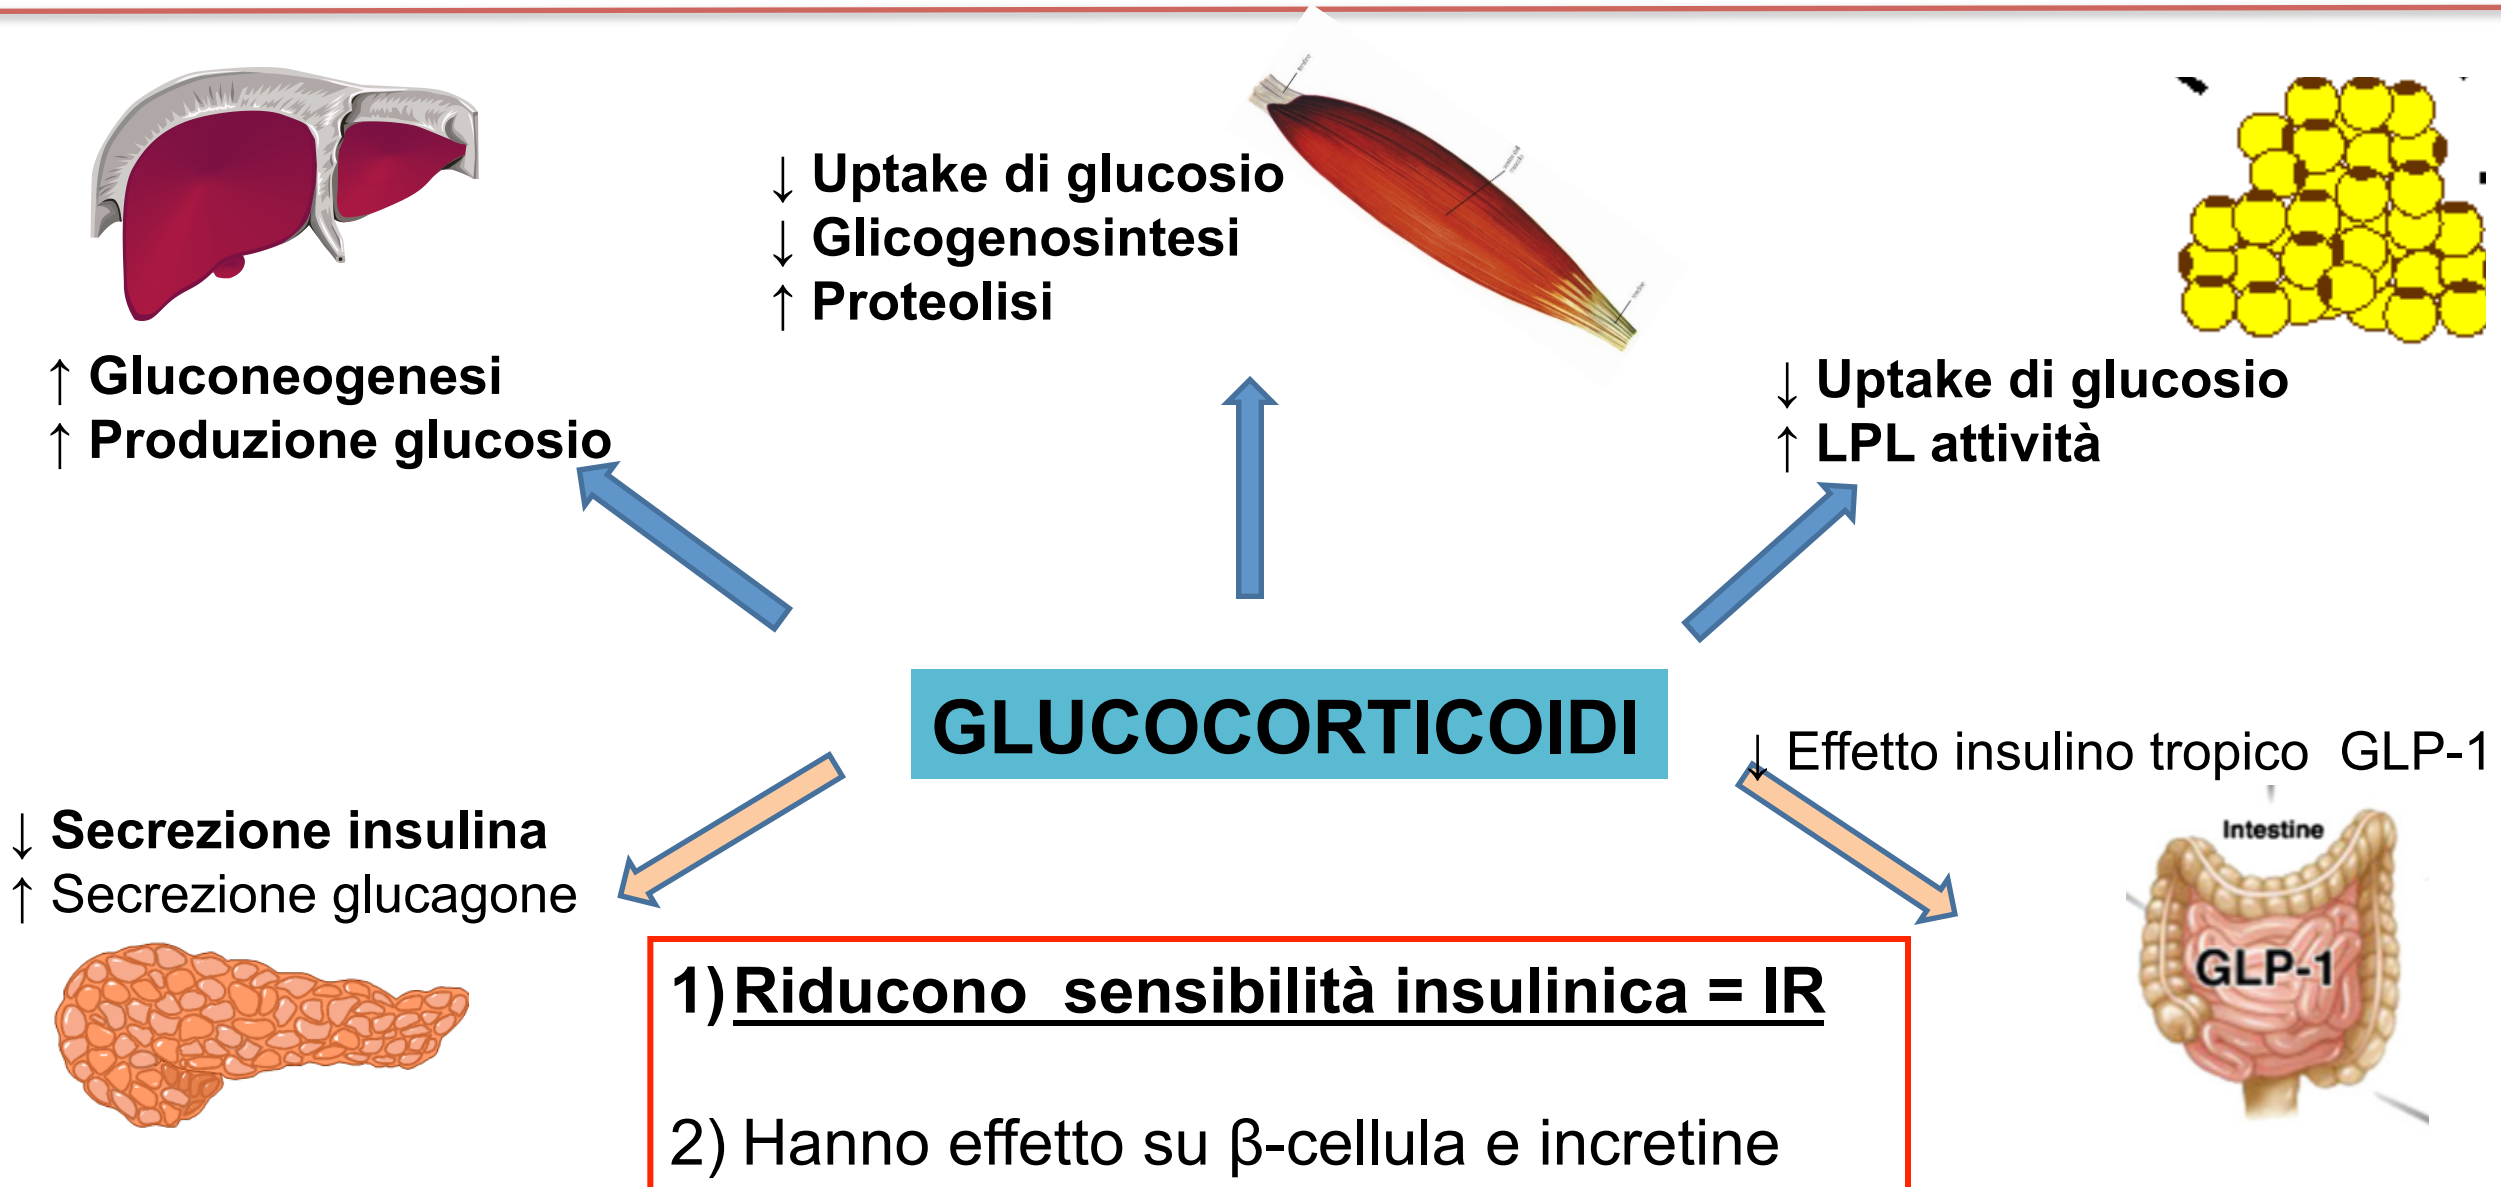 ↓ Uptake di glucosio
↓ Glicogenosintesi
↑ Proteolisi
↑ Gluconeogenesi
↑ Produzione glucosio
↓ Uptake di glucosio
↑ LPL attività
GLUCOCORTICOIDI
↓ Effetto insulino tropico GLP-1
↓ Secrezione insulina
↑ Secrezione glucagone
Intestine
GLP-1
1) Riducono sensibilità insulinica = IR
2) Hanno effetto su β-cellula e incretine